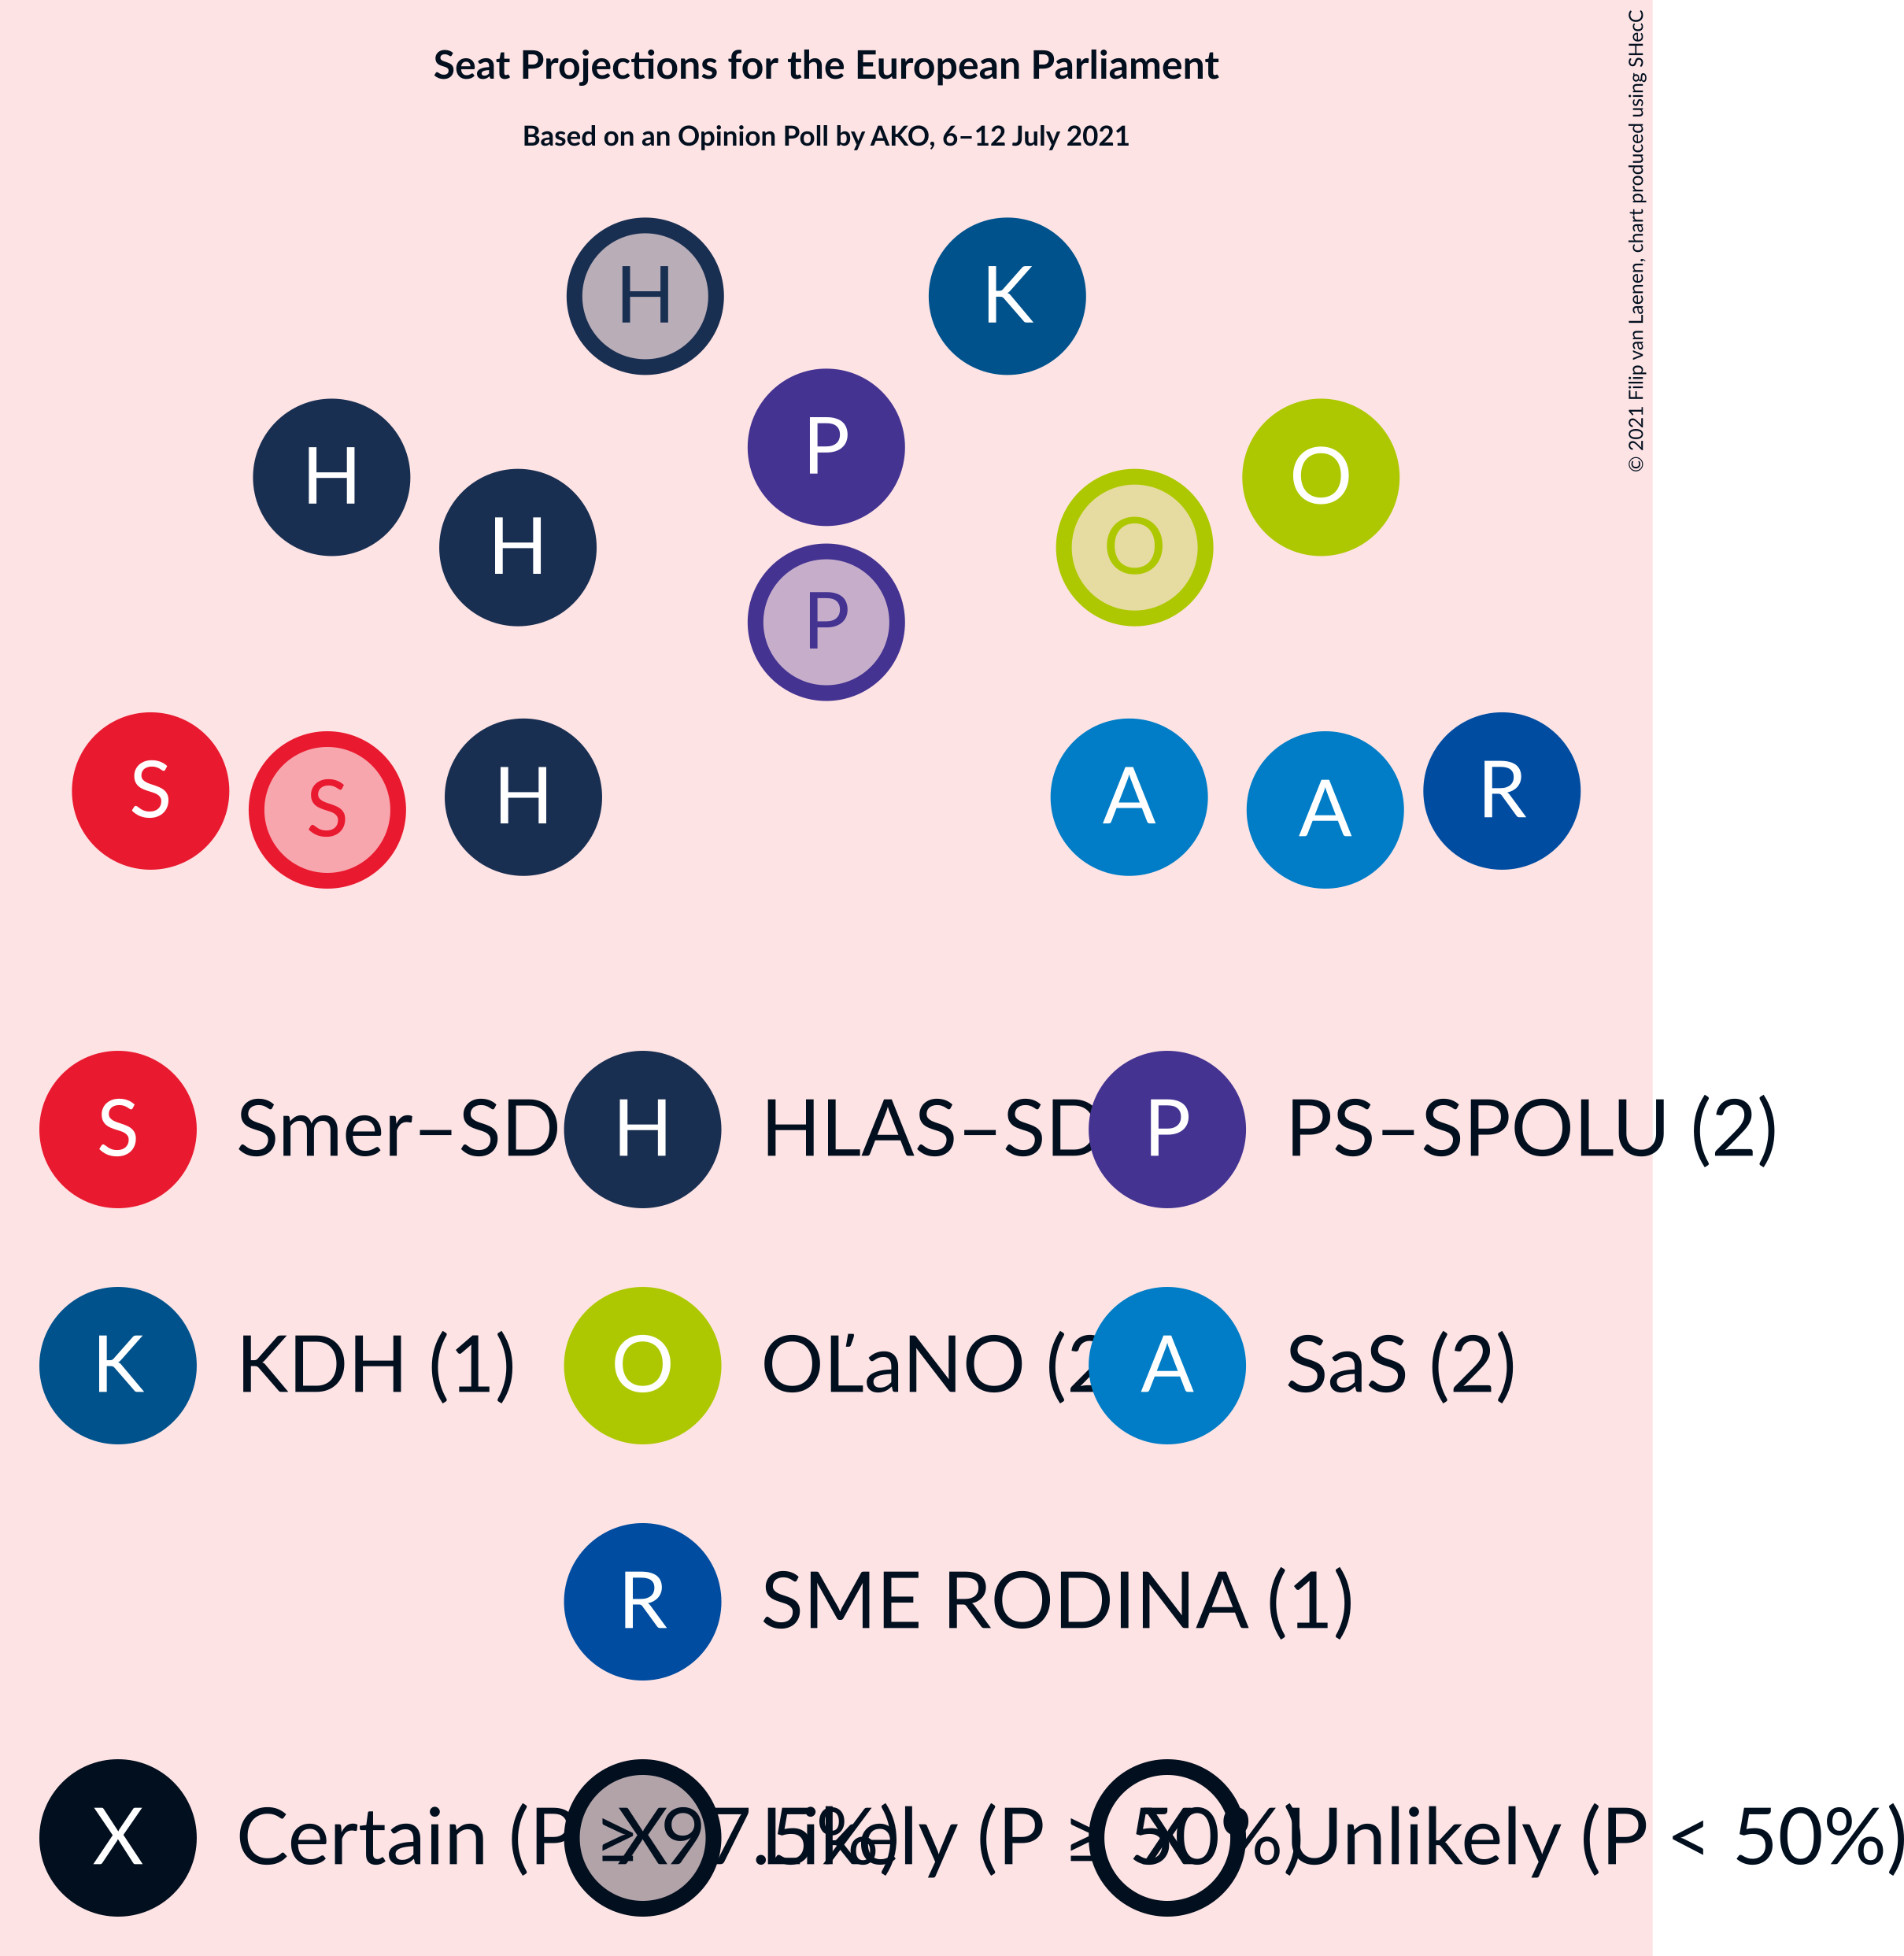 Seat Projections for the European Parliament
Based on an Opinion Poll by AKO, 6–12 July 2021
© 2021 Filip van Laenen, chart produced using SHecC
H K
P
H O
H O
P
S R
S H A A
S Smer–SD H HLAS–SD P PS–SPOLU (2)
K KDH (1) O OĽaNO (2 A SaS (2)
R SME RODINA (1)
X Certain (P ≥ 97.5%) X Likely (P ≥ 50%) X Unlikely (P < 50%)